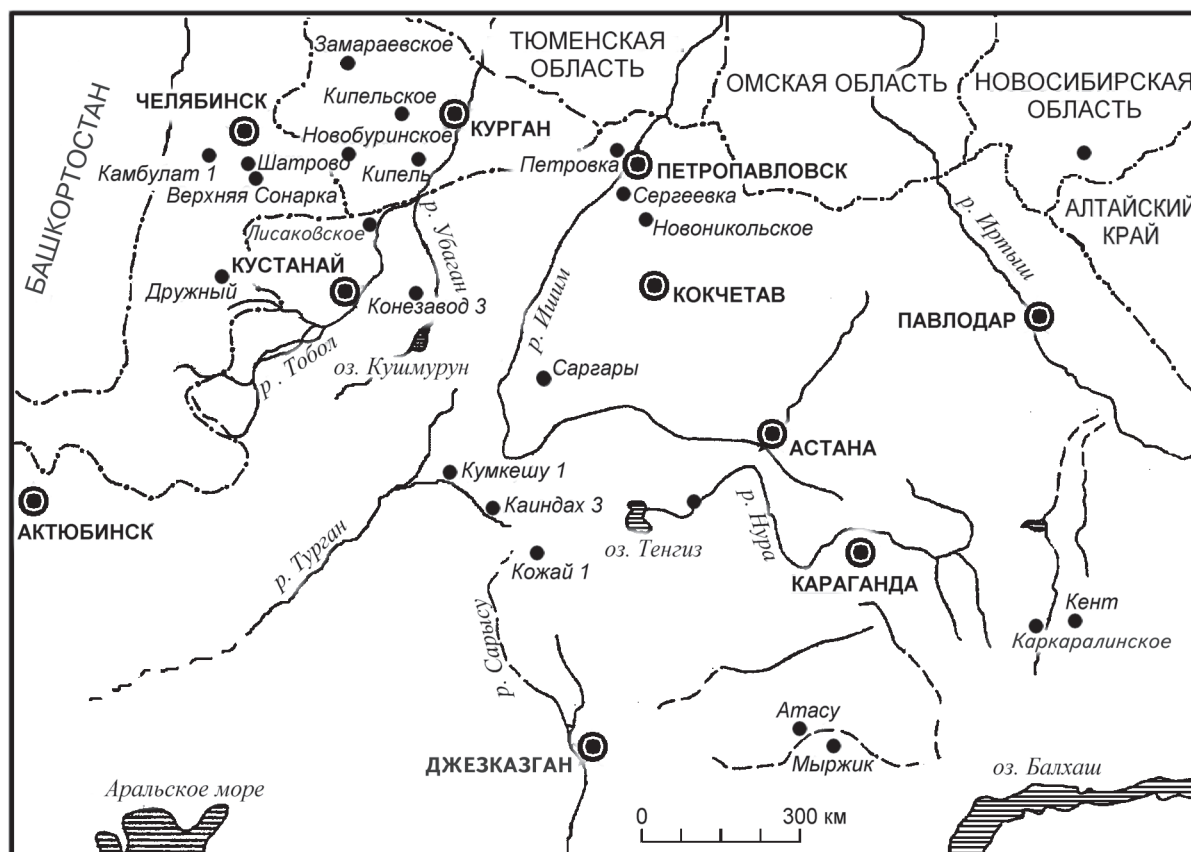 Замараевское
ТЮМЕНСКАЯ
ОБЛАСТЬ
ОМСКАЯ ОБЛАСТЬ
НОВОСИБИРСКАЯ
ОБЛАСТЬ
БАШКОРТОСТАН
ЧЕЛЯБИНСК
Кипельское
КУРГАН
Новобуринское
Камбулат 1
Шатрово
Кипель
Верхняя Сонарка
Петровка
ПЕТРОПАВЛОВСК
Сергеевка
Новоникольское
АЛТАЙСКИЙ
КРАЙ
р. Иртыш
р. Убаган
Лисаковское
КУСТАНАЙ
Дружный
Конезавод 3
КОКЧЕТАВ
ПАВЛОДАР
р. Ишим
р . Тобол
оз. Кушмурун
Саргары
АСТАНА
Кумкешу 1
Каиндах 3
АКТЮБИНСК
р. Турган
оз. Тенгиз
р. Нура
Кожай 1
КАРАГАНДА
Кент
Каркаралинское
р. Сарысу
Атасу
Мыржик
ДЖЕЗКАЗГАН
оз. Балхаш
Аральское море
0 300 км